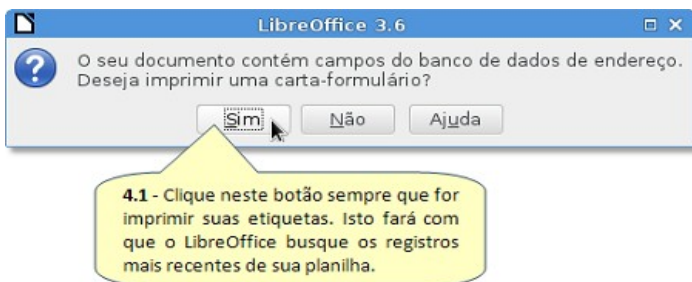 LibreOffice 3.6
O seu documento contém campos do banco de dados de endereço.
Deseja imprimir uma carta-formulário?
Sim Não Ajuda
4.1 - Clique neste botão sempre que for
imprimir suas etiquetas. Isto fará com
que o LibreOffice busque os registros
mais recentes de sua planilha.